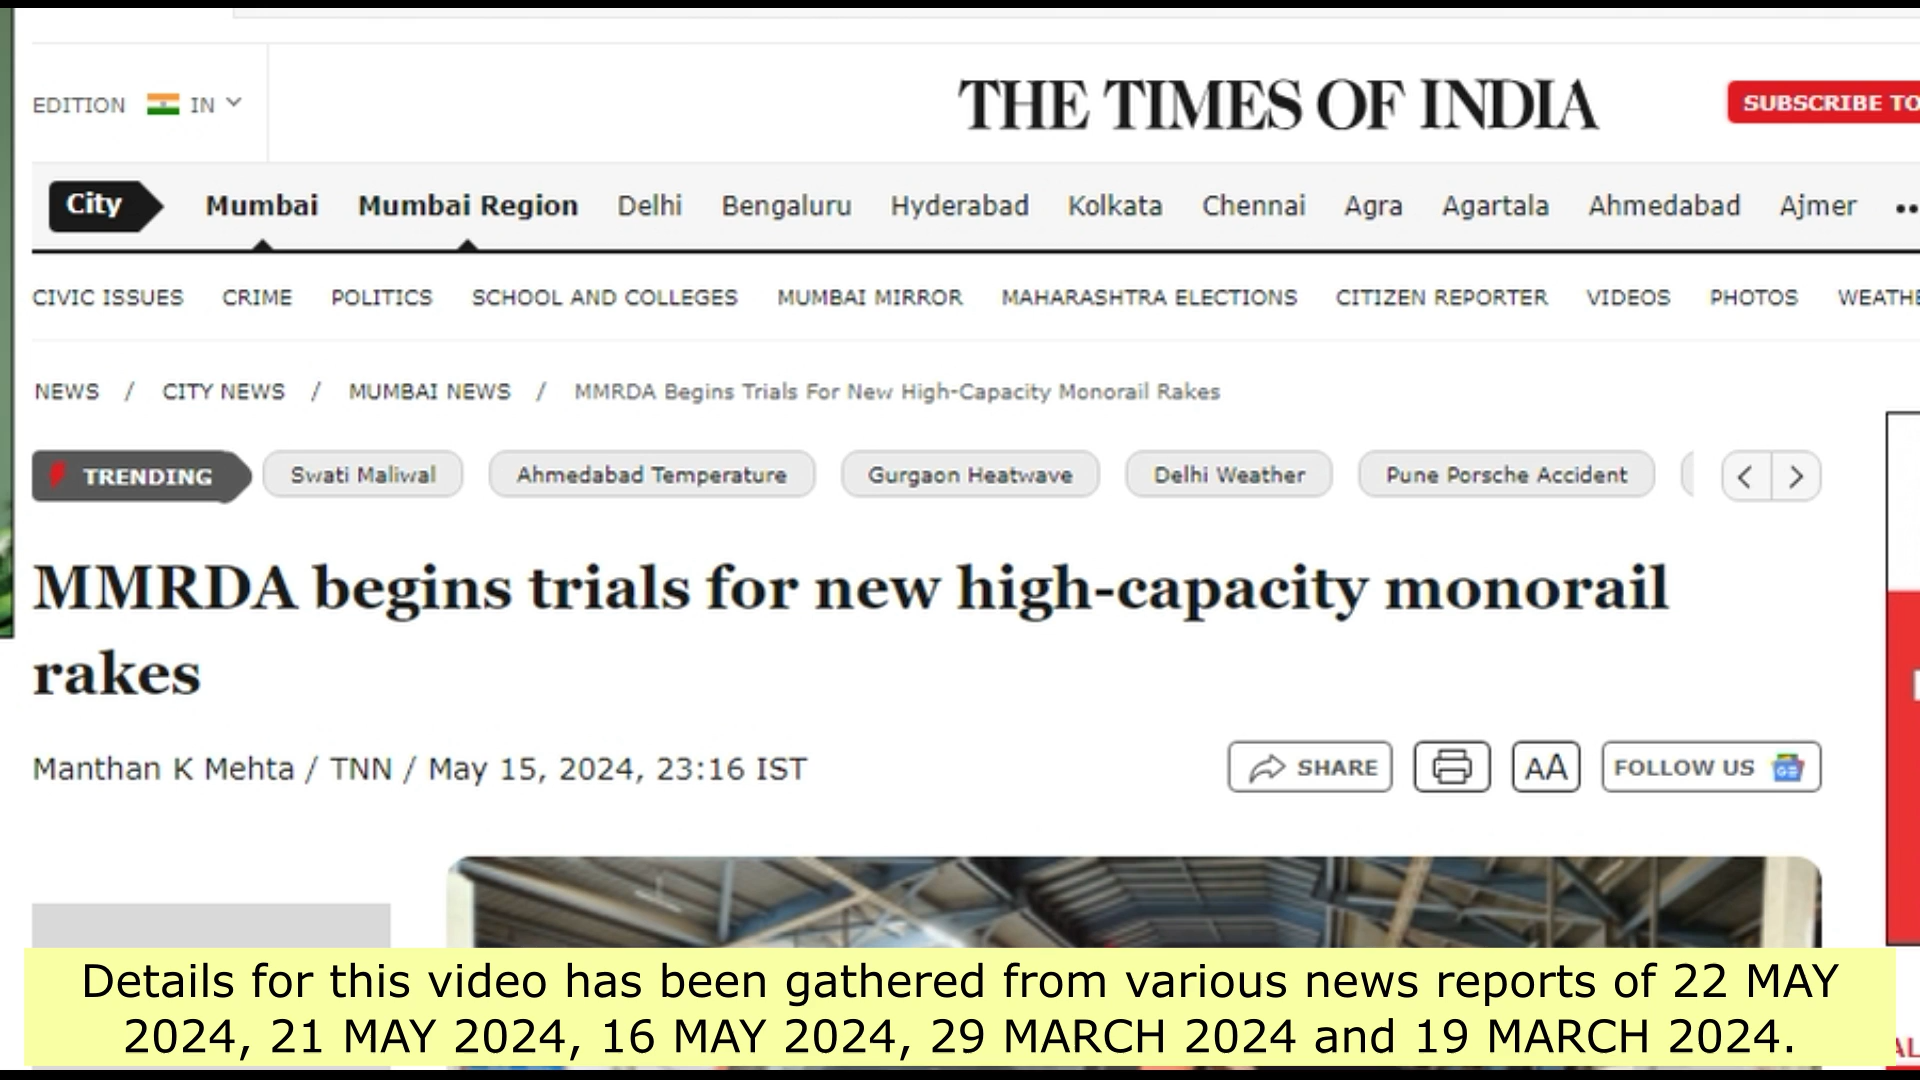 EDITION IN
THE TIMES OF INDIA
SUBSCRIBE TO
City Mumbai Mumbai Region Delhi Bengaluru Hyderabad Kolkata Chennai Agra Agartala Ahmedabad Ajmer
CIVIC ISSUES CRIME POLITICS SCHOOL AND COLLEGES MUMBAI MIRROR MAHARASHTRA ELECTIONS CITIZEN REPORTER VIDEOS PHOTOS
NEWS / CITY NEWS / MUMBAI NEWS / MMRDA Begins Trials For New High-Capacity Monorail Rakes
TRENDING Swati Maliwal Ahmedabad Temperature Gurgaon Heatwave Delhi Weather Pune Porsche Accident
MMRDA begins trials for new high-capacity monorail
rakes
Manthan K Mehta / TNN / May 15, 2024, 23:16 IST
SHARE AA FOLLOW US
Details for this video has been gathered from various news reports of 22 MAY
2024, 21 MAY 2024, 16 MAY 2024, 29 MARCH 2024 and 19 MARCH 2024.